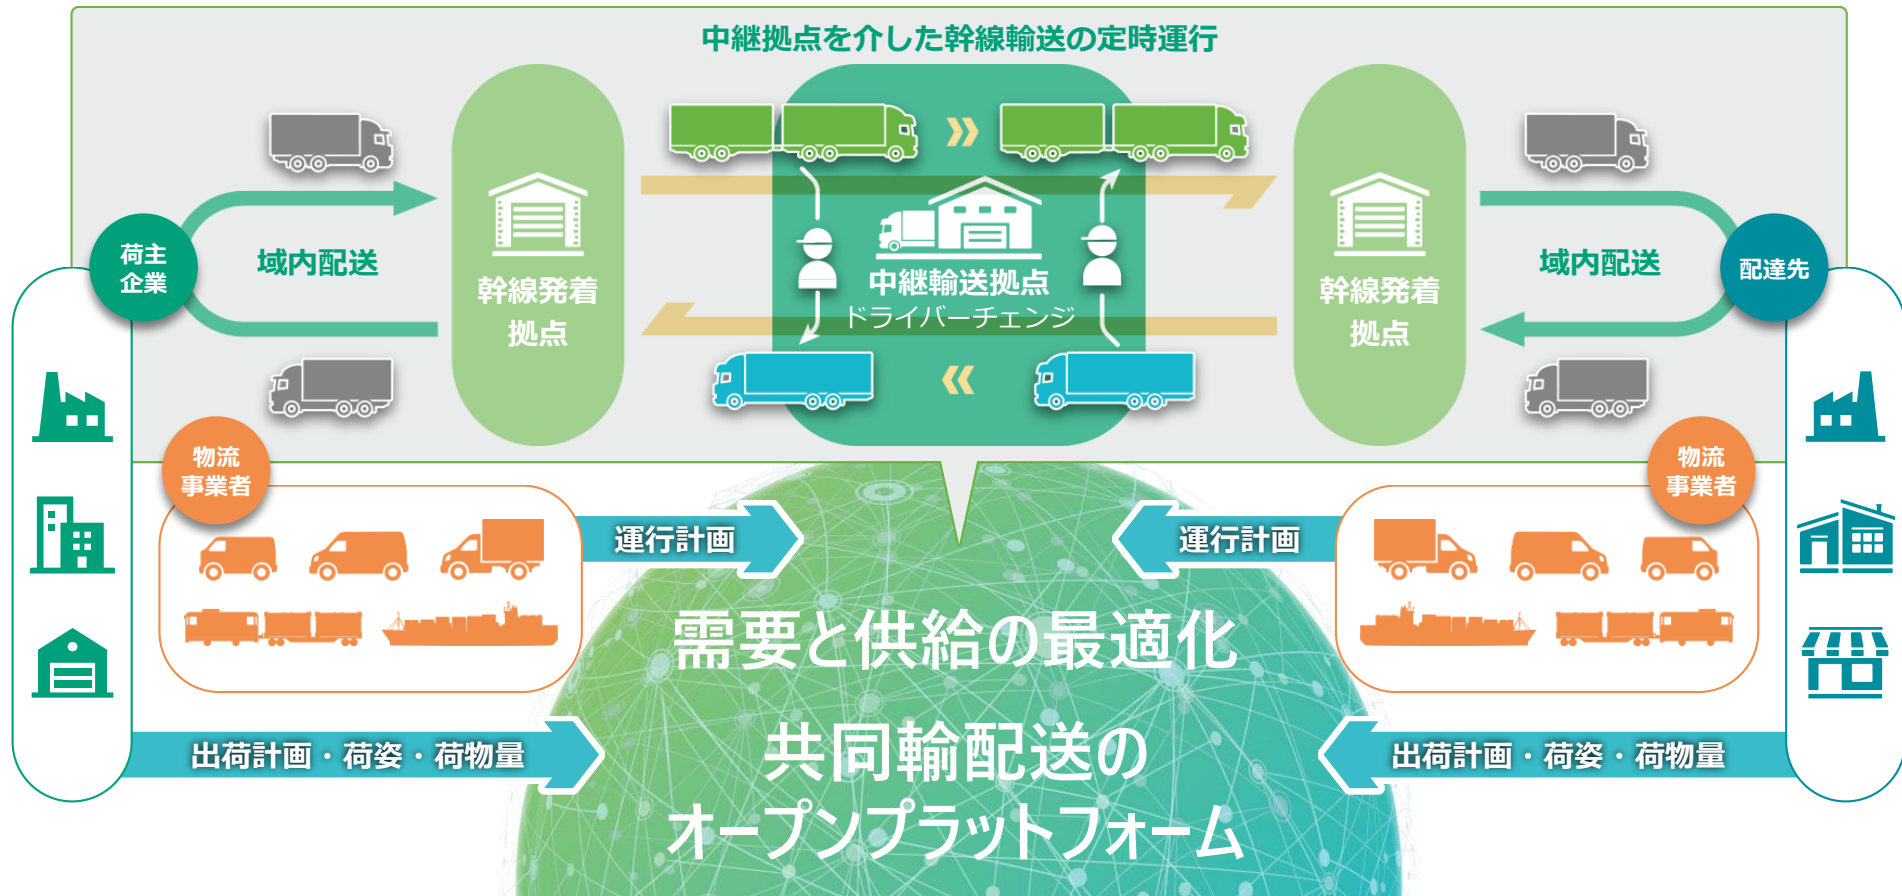 中継拠点を介した幹線輸送の定時運行
荷主
企業
域内配送
幹線発着
拠点
中継輸送拠点
ドライバーチェンジ
幹線発着
拠点
域内配送
配達先
物流
事業者
運行計画
運行計画
物流
事業者
需要と供給の最適化
出荷計画・荷姿・荷物量
共同輸配送の
オープンプラットフォーム
出荷計画・荷姿・荷物量